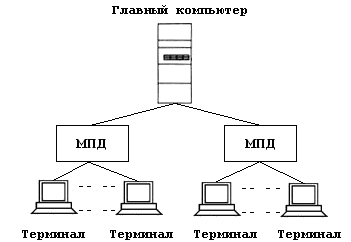 Главный компьютер
МПД МПД
Терминал Терминал Терминал Терминал